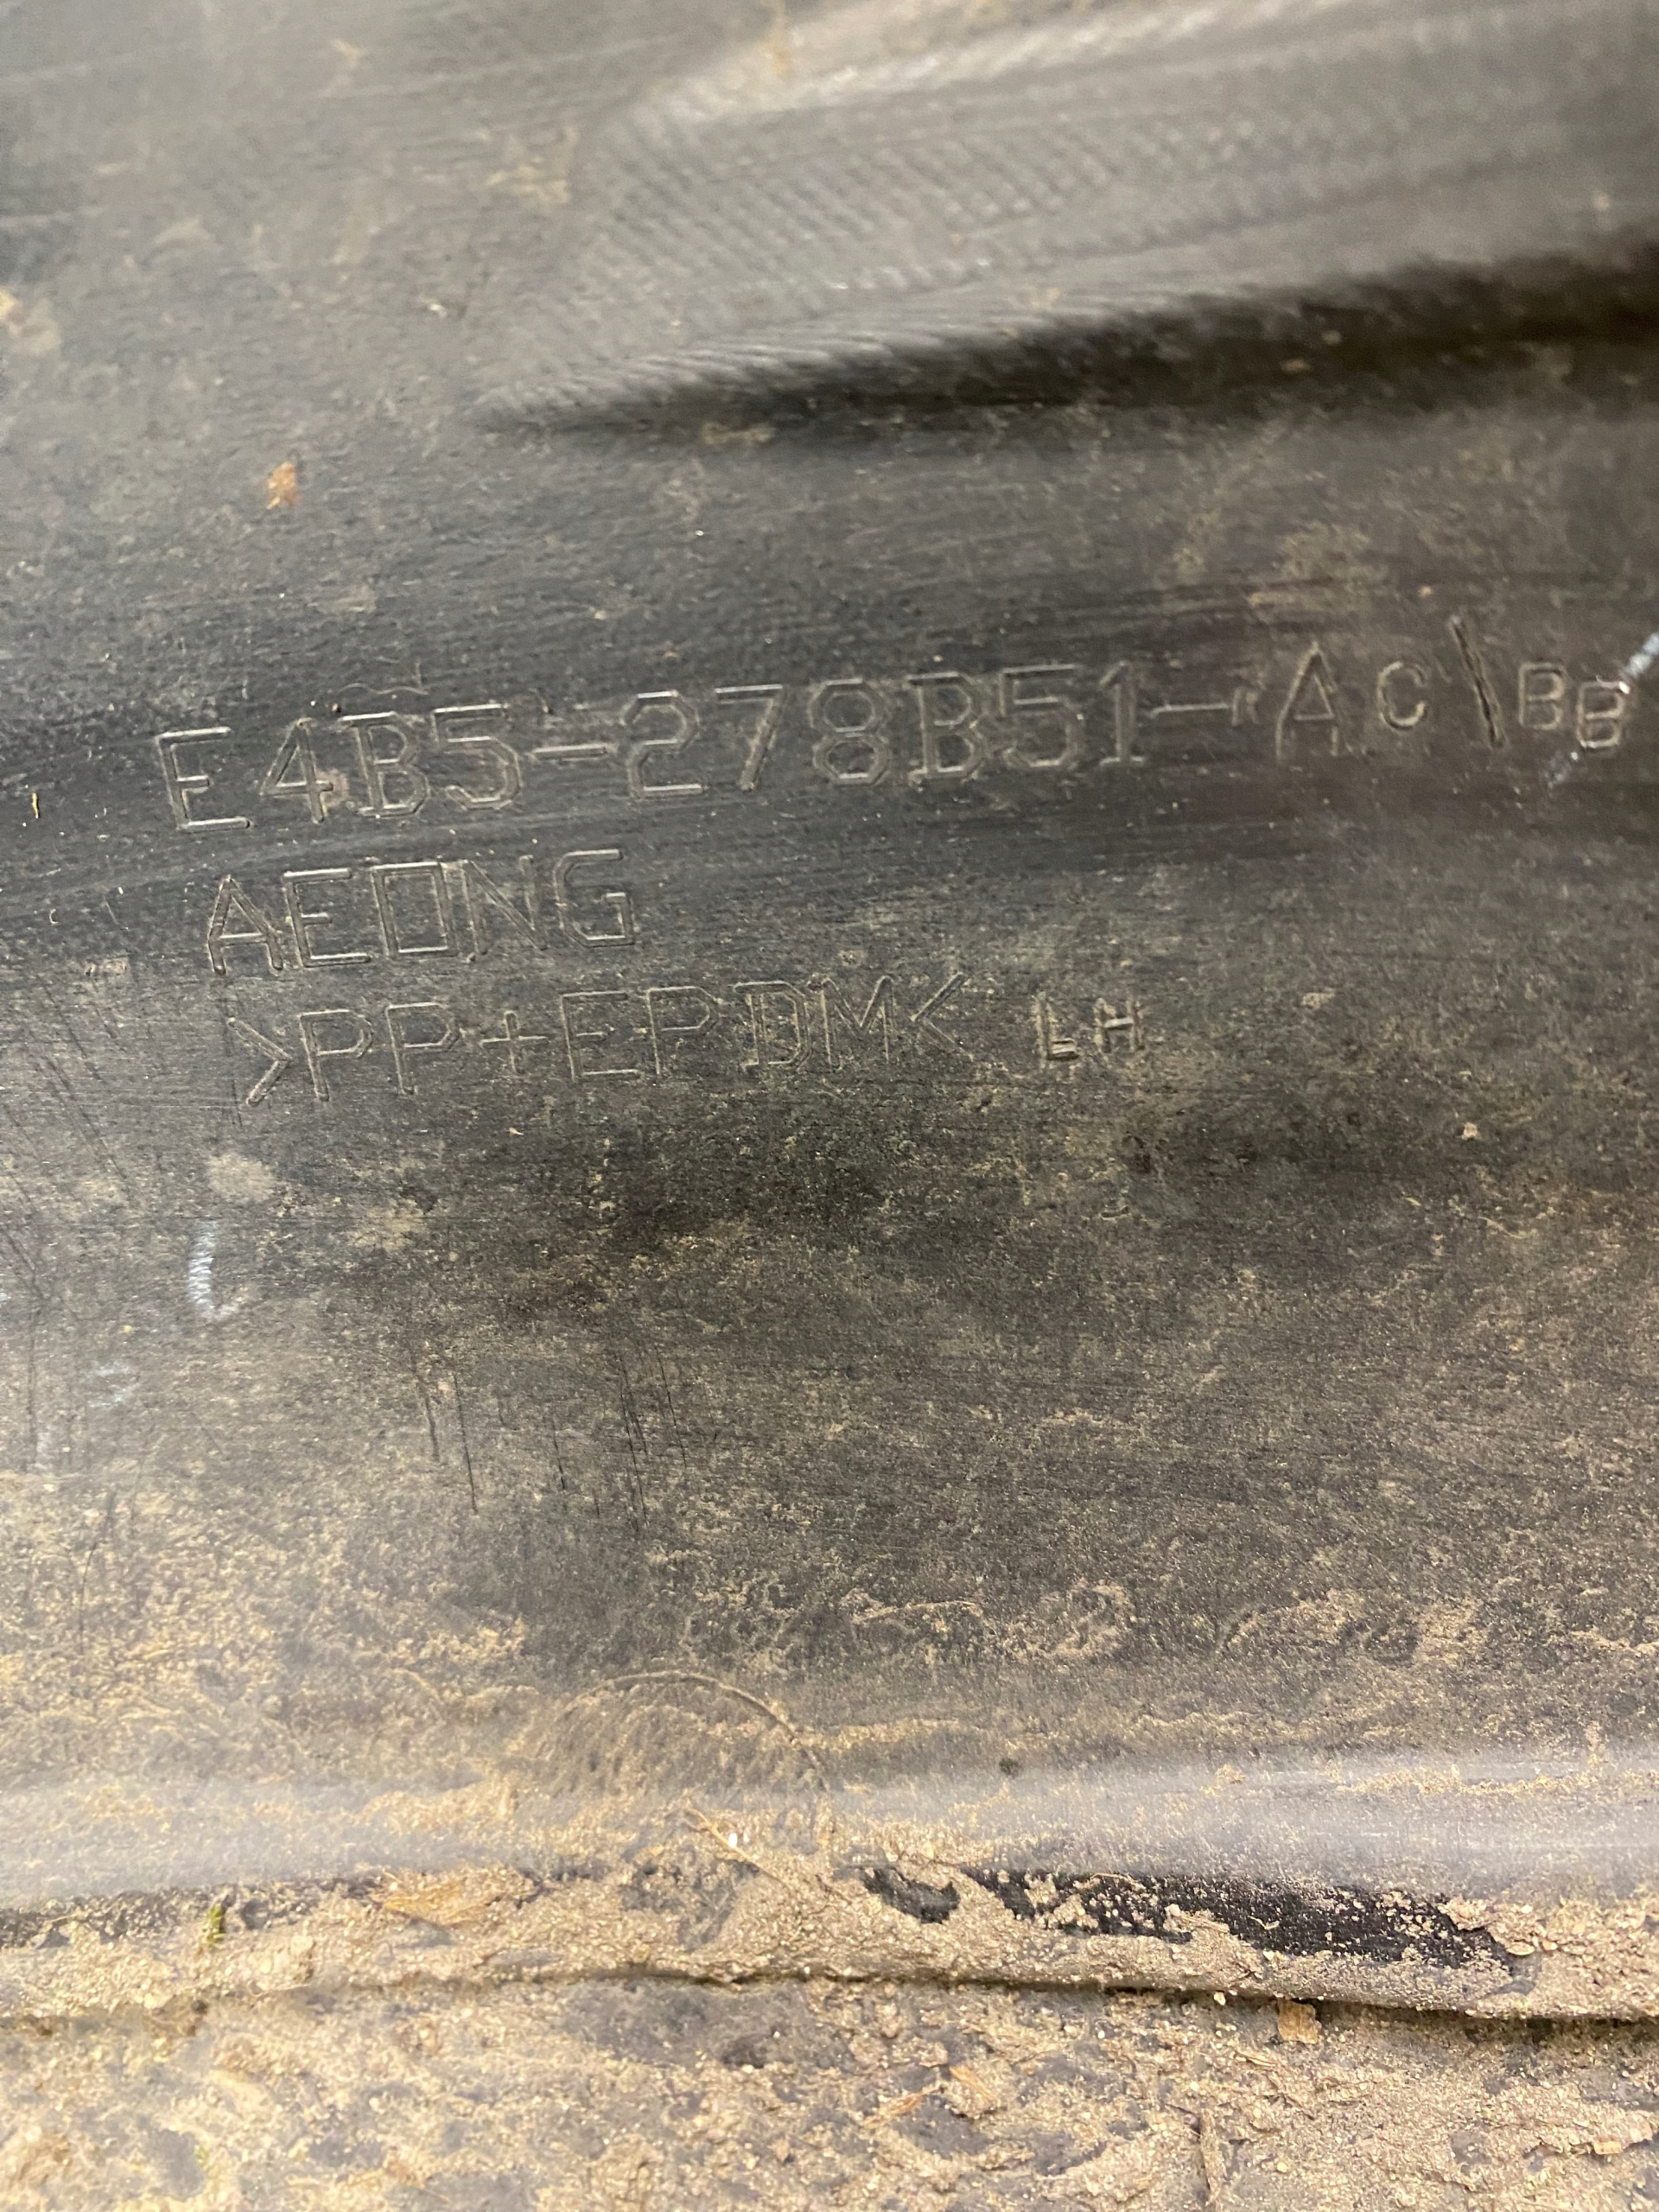 E4B5-278B51-AC\BB
AEONG
>PP+EPDM< LH